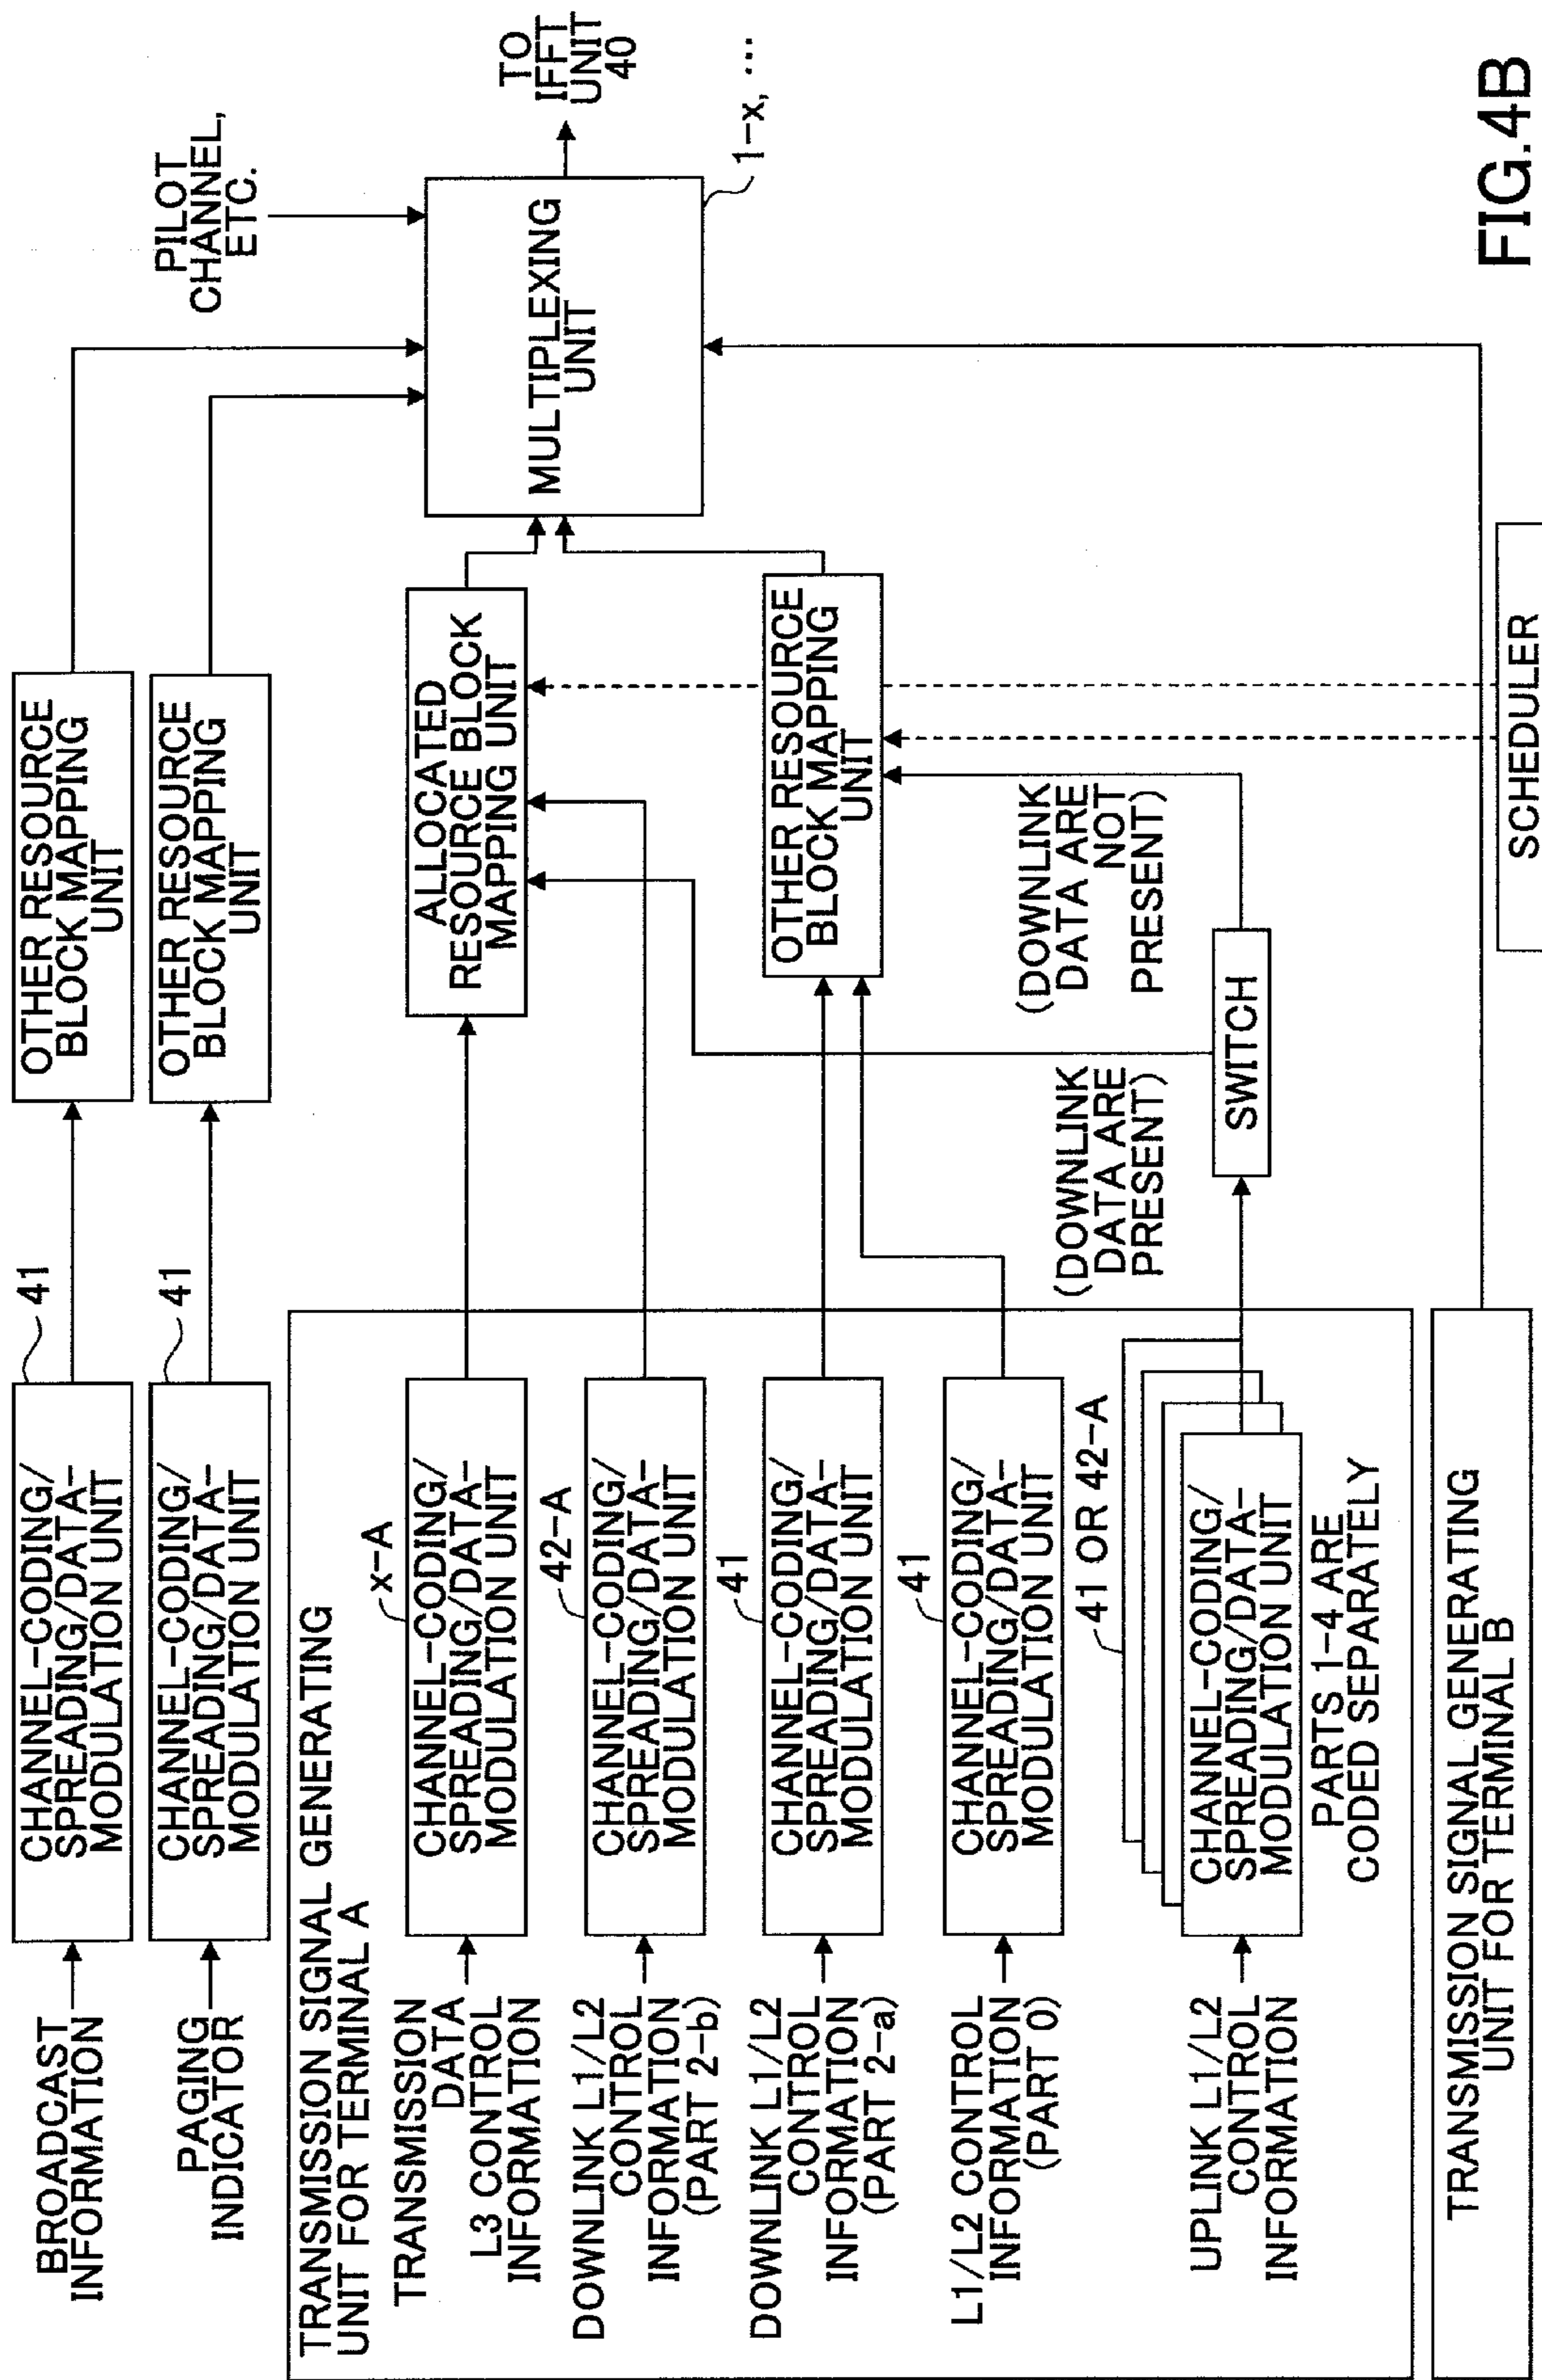 BROADCAST
INFORMATION
CHANNEL-CODING/
SPREADING/DATA-
MODULATION UNIT
41
OTHER RESOURCE
BLOCK MAPPING
UNIT
PAGING
INDICATOR
CHANNEL-CODING/
SPREADING/DATA-
MODULATION UNIT
41
OTHER RESOURCE
BLOCK MAPPING
UNIT
PILOT
CHANNEL,
ETC.
TRANSMISSION SIGNAL GENERATING
UNIT FOR TERMINAL A
TRANSMISSION
DATA
L3 CONTROL
INFORMATION
x-A
CHANNEL-CODING/
SPREADING/DATA-
MODULATION UNIT
ALLOCATED
RESOURCE BLOCK
MAPPING UNIT
MULTIPLEXING
UNIT
TO
IFFT
UNIT
40
1-x, ...
DOWNLINK L1/L2
CONTROL
INFORMATION
(PART 2-b)
42-A
CHANNEL-CODING/
SPREADING/DATA-
MODULATION UNIT
DOWNLINK L1/L2
CONTROL
INFORMATION
(PART 2-a)
41
CHANNEL-CODING/
SPREADING/DATA-
MODULATION UNIT
OTHER RESOURCE
BLOCK MAPPING
UNIT
L1/L2 CONTROL
INFORMATION
(PART 0)
41
CHANNEL-CODING/
SPREADING/DATA-
MODULATION UNIT
(DOWNLINK
DATA ARE
PRESENT)
(DOWNLINK
DATA ARE
NOT
PRESENT)
UPLINK L1/L2
CONTROL
INFORMATION
41 OR 42-A
CHANNEL-CODING/
SPREADING/DATA-
MODULATION UNIT
PARTS 1-4 ARE
CODED SEPARATELY
SWITCH
TRANSMISSION SIGNAL GENERATING
UNIT FOR TERMINAL B
SCHEDULER
FIG.4B